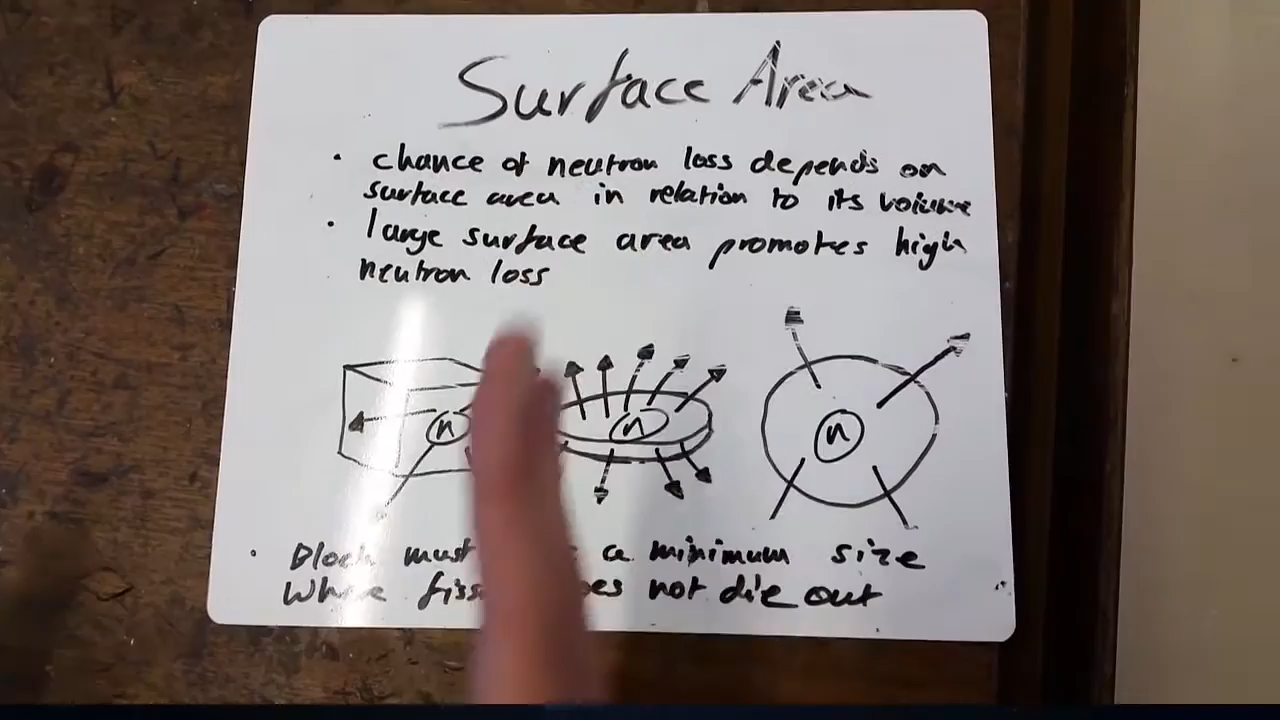 Surface Area
• chance of neutron loss depends on
surface area in relation to its volume
• large surface area promotes high
neutron loss
n n n
• Block must a minimum size
Where not die out